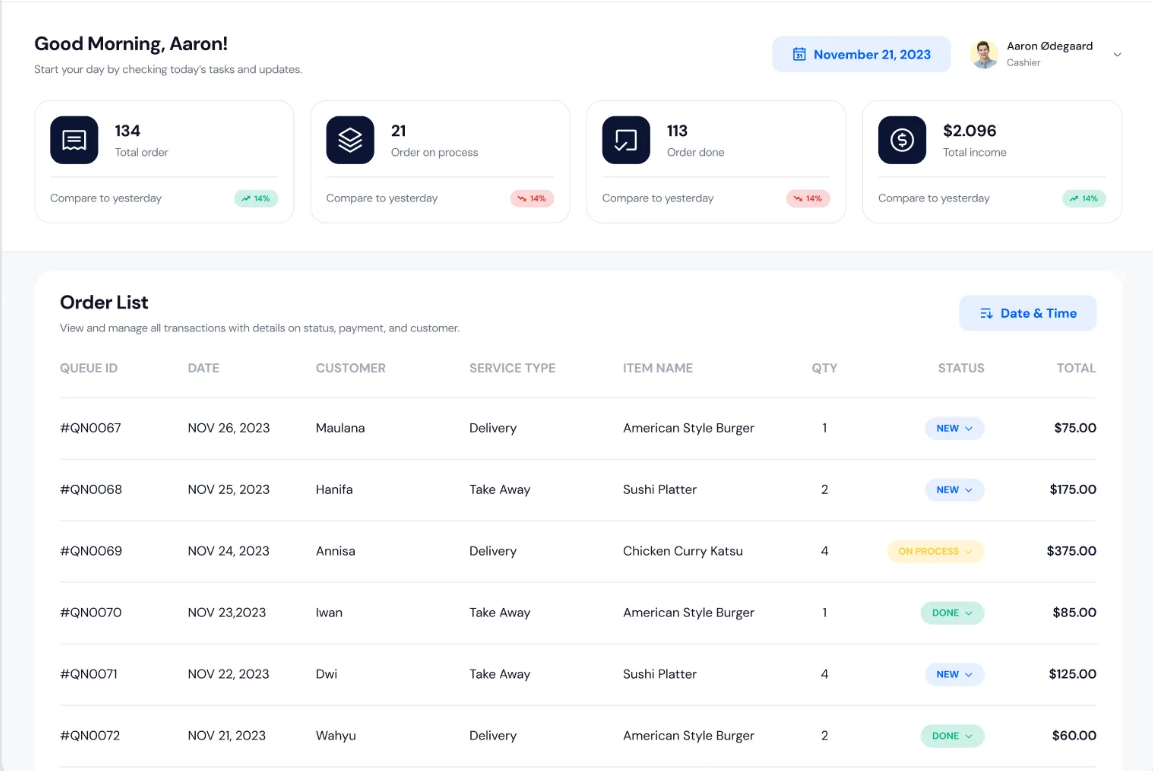 Good Morning, Aaron!
Start your day by checking today's tasks and updates.
31 November 21, 2023
Aaron Ødegaard
Cashier
134
Total order
Compare to yesterday 14%
21
Order on process
Compare to yesterday 14%
113
Order done
Compare to yesterday 14%
$2.096
Total income
Compare to yesterday 14%
Order List
View and manage all transactions with details on status, payment, and customer.
Date & Time
QUEUE ID DATE CUSTOMER SERVICE TYPE ITEM NAME QTY STATUS TOTAL
#QN0067 NOV 26, 2023 Maulana Delivery American Style Burger 1 NEW $75.00
#QN0068 NOV 25, 2023 Hanifa Take Away Sushi Platter 2 NEW $175.00
#QN0069 NOV 24, 2023 Annisa Delivery Chicken Curry Katsu 4 ON PROCESS $375.00
#QN0070 NOV 23,2023 Iwan Take Away American Style Burger 1 DONE $85.00
#QN0071 NOV 22, 2023 Dwi Take Away Sushi Platter 4 NEW $125.00
#QN0072 NOV 21, 2023 Wahyu Delivery American Style Burger 2 DONE $60.00